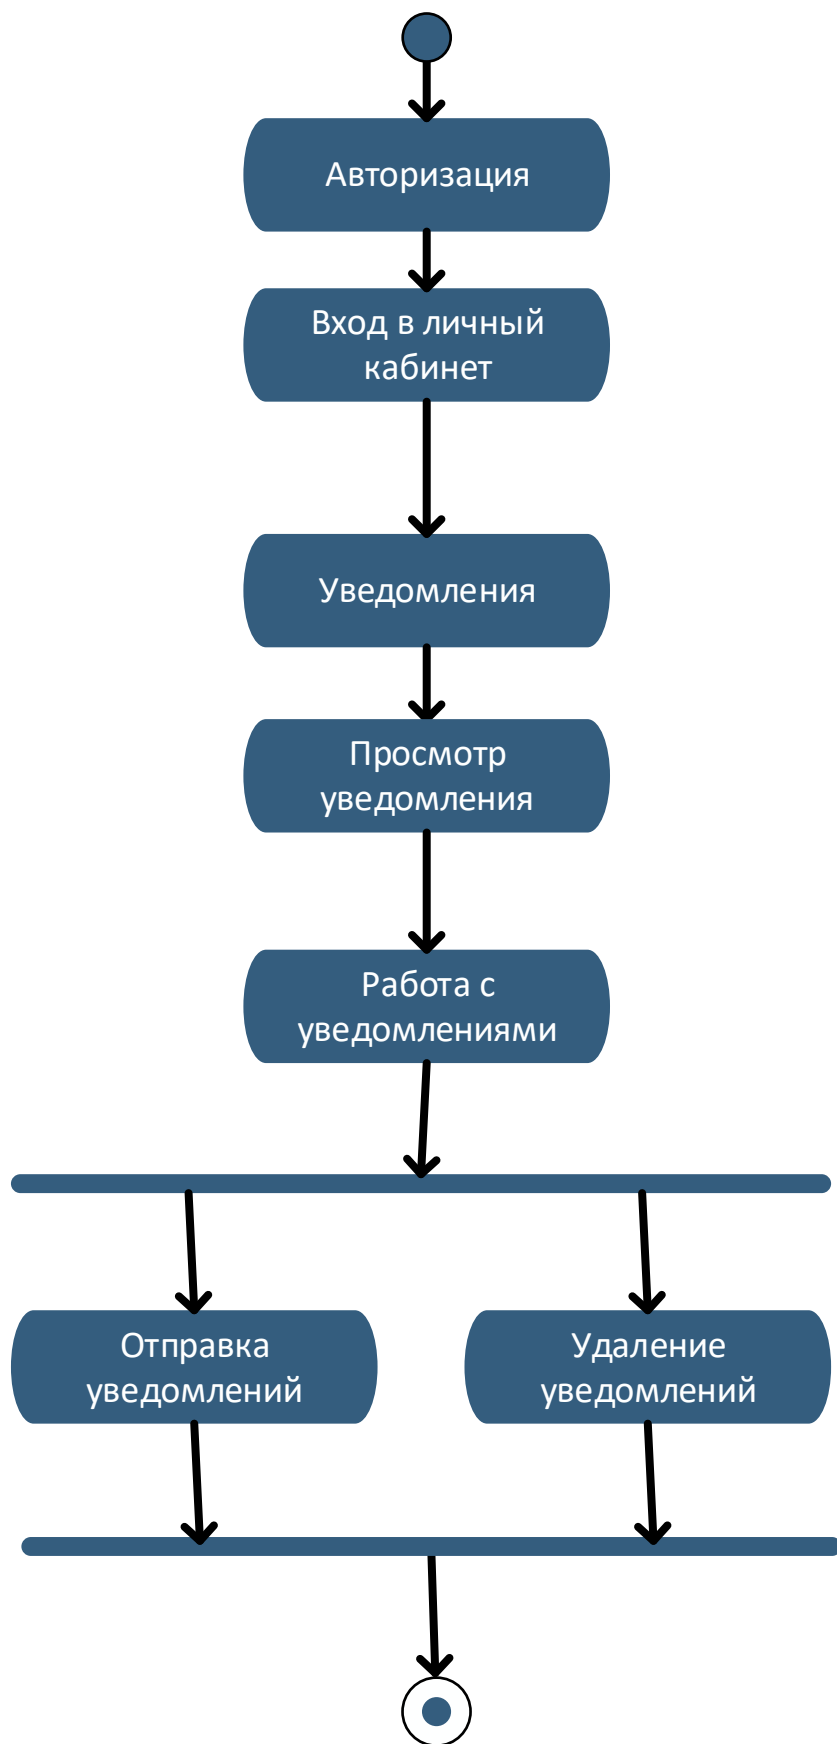 Авторизация
Вход в личный
кабинет
Уведомления
Просмотр
уведомления
Работа с
уведомлениями
Отправка
уведомлений
Удаление
уведомлений